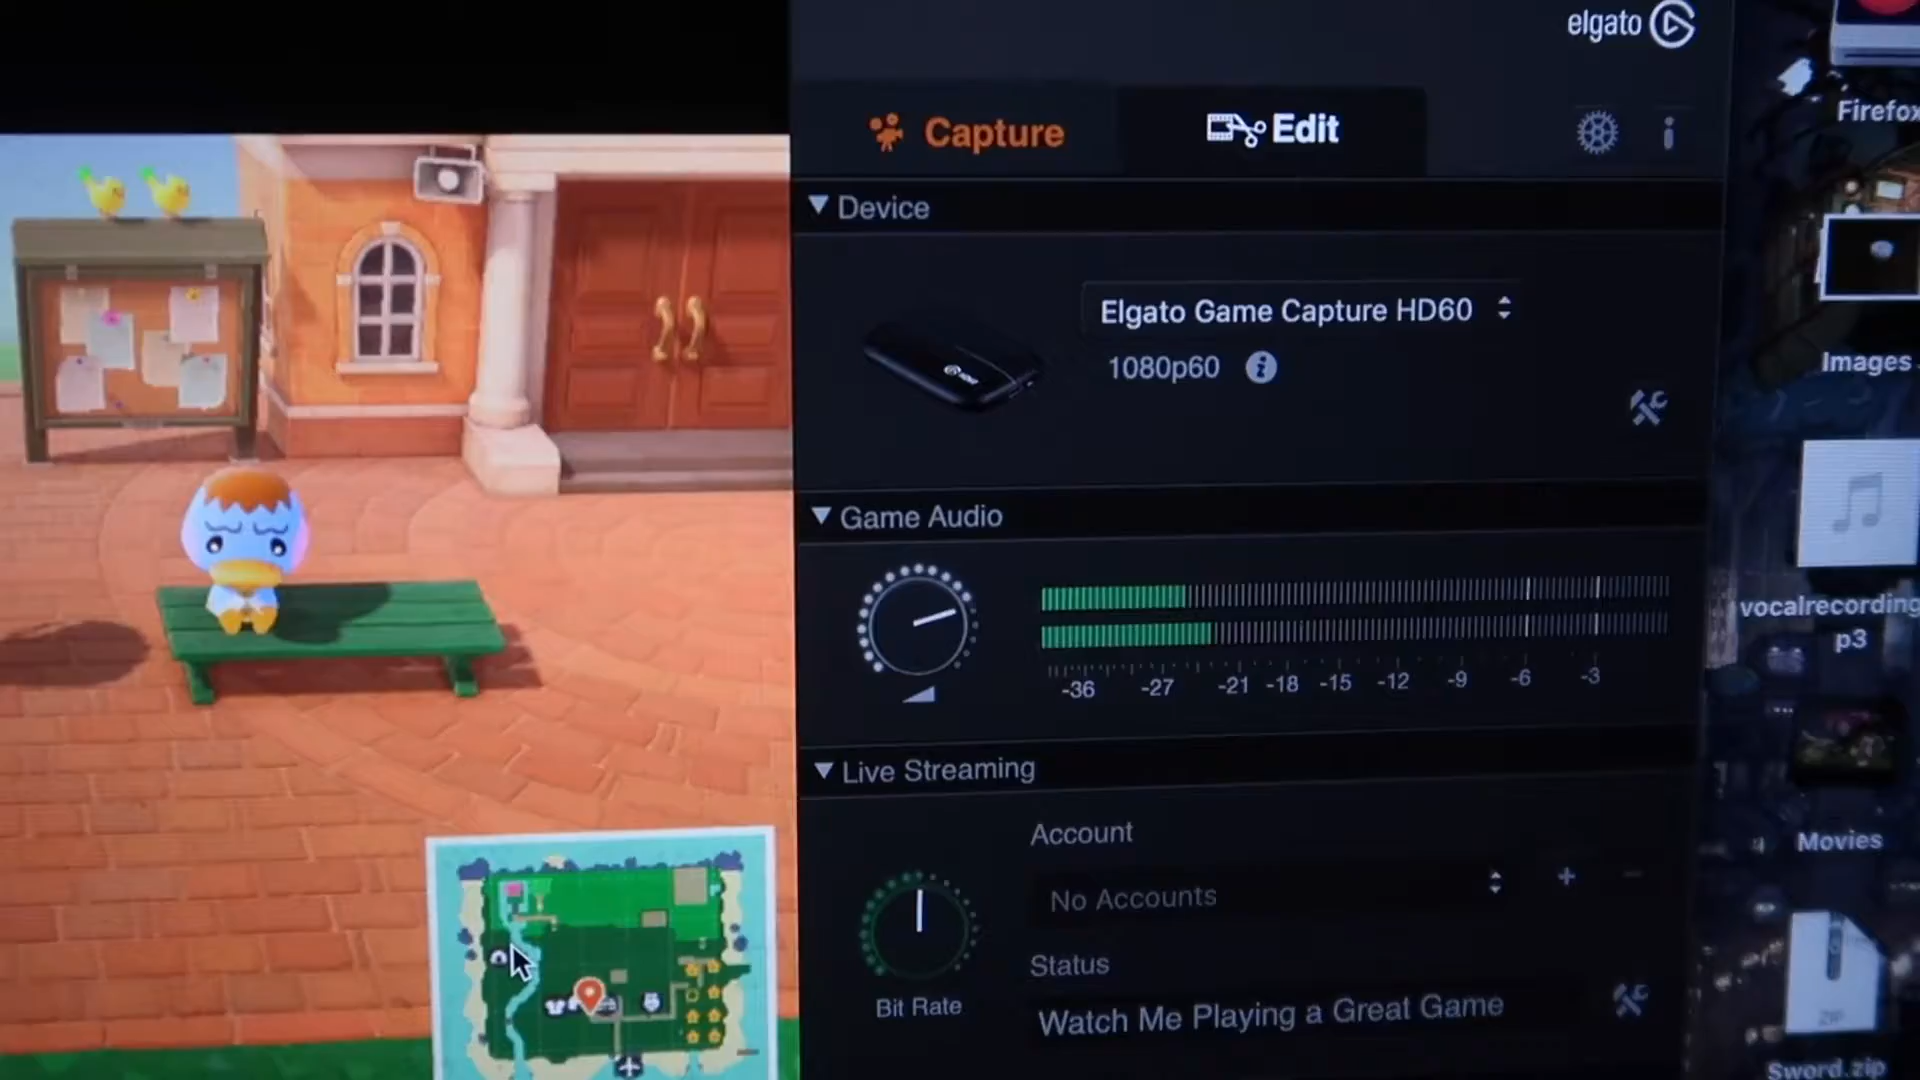 elgato
Capture
Edit
Firefox
Device
Elgato Game Capture HD60
1080p60
Images
Game Audio
-36 -27 -21 -18 -15 -12 -9 -6 -3
vocalrecording
p3
Live Streaming
Account
No Accounts
Movies
Status
Bit Rate
Watch Me Playing a Great Game
ZIP
Sword.zip